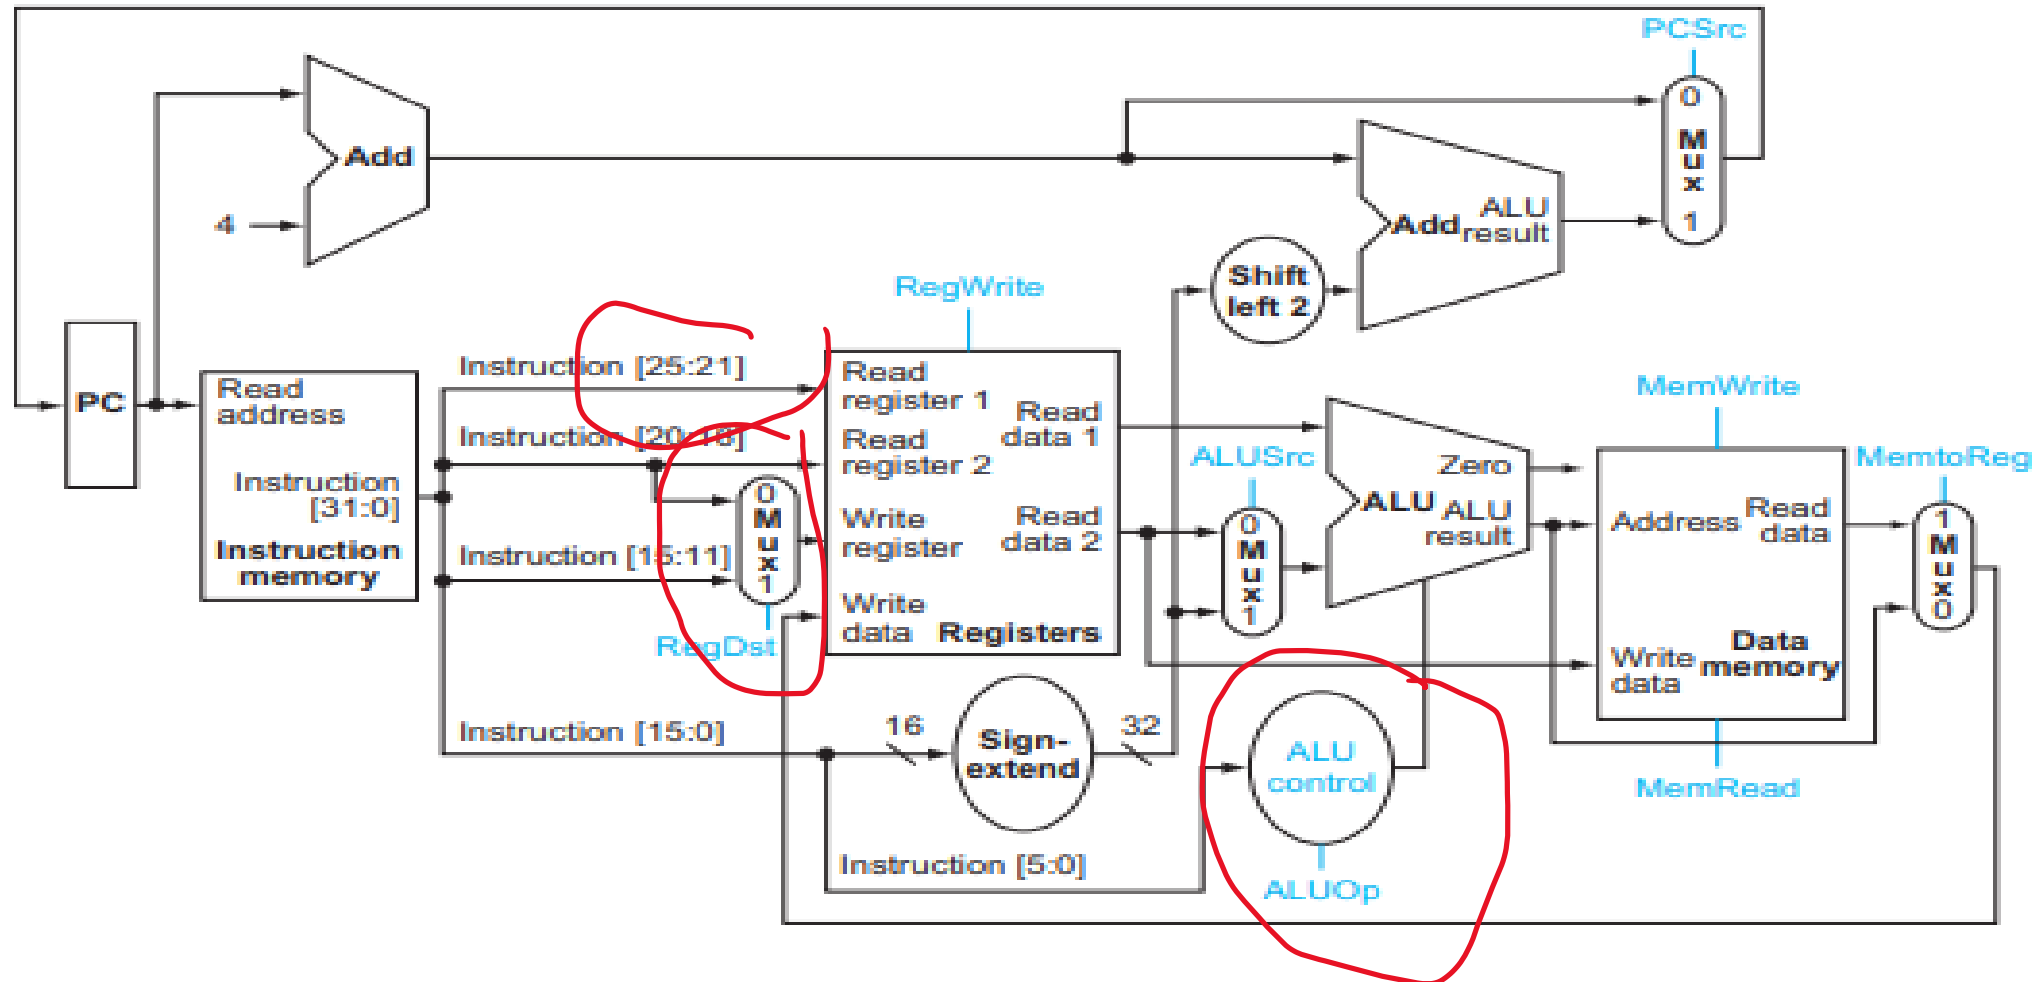 PCSrc
0
Mux
1
Add
4
Add ALU result
Shift left 2
RegWrite
PC
Read address
Instruction [31:0]
Instruction memory
Instruction [25:21]
Instruction [20:16]
Instruction [15:11]
Instruction [15:0]
0
Mux
1
RegDst
Read register 1
Read register 2
Write register
Write data
Registers
Read data 1
Read data 2
16
Sign-extend
32
Instruction [5:0]
ALUSrc
0
Mux
1
ALU
Zero
ALU result
ALU control
ALUOp
MemWrite
Address
Read data
Write data
Data memory
MemRead
MemtoReg
1
Mux
0